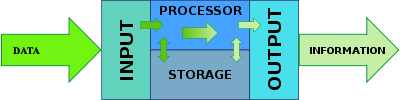 DATA
INPUT
PROCESSOR
STORAGE
OUTPUT
INFORMATION